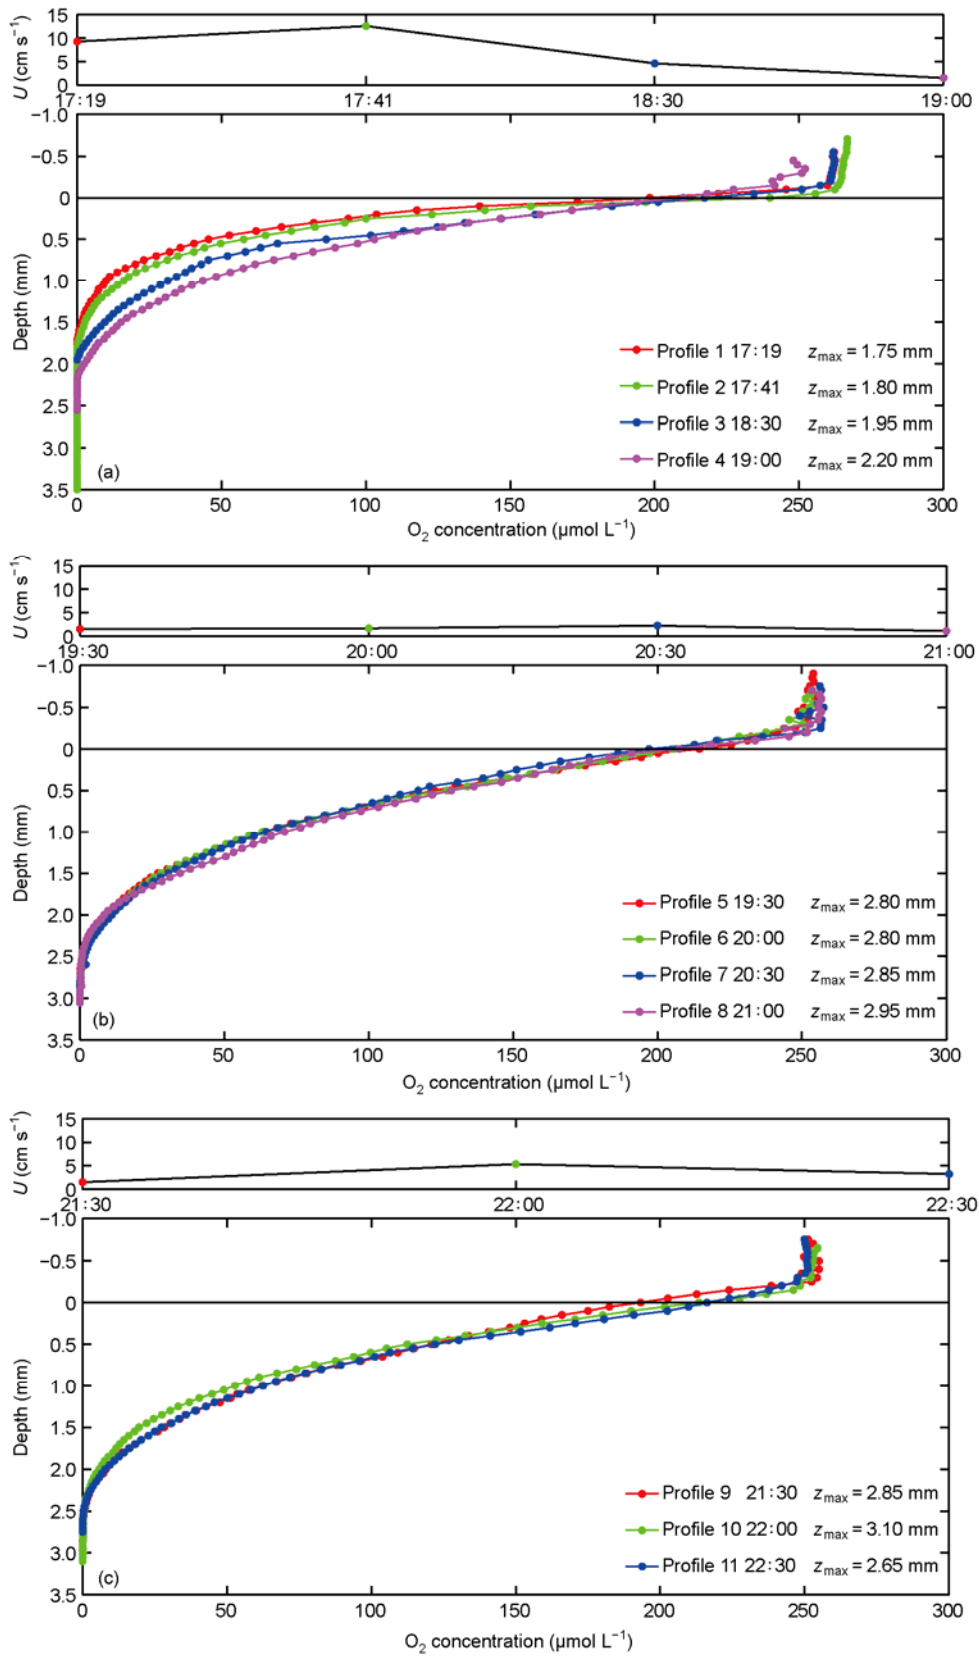 U (cm s⁻¹)
15
10
5
0
17:19 17:41 18:30 19:00
Depth (mm)
−1.0
−0.5
0
0.5
1.0
1.5
2.0
2.5
3.0
3.5
Profile 1 17:19 zmax = 1.75 mm
Profile 2 17:41 zmax = 1.80 mm
Profile 3 18:30 zmax = 1.95 mm
Profile 4 19:00 zmax = 2.20 mm
(a)
0 50 100 150 200 250 300
O₂ concentration (μmol L⁻¹)
U (cm s⁻¹)
15
10
5
0
19:30 20:00 20:30 21:00
Depth (mm)
−1.0
−0.5
0
0.5
1.0
1.5
2.0
2.5
3.0
3.5
Profile 5 19:30 zmax = 2.80 mm
Profile 6 20:00 zmax = 2.80 mm
Profile 7 20:30 zmax = 2.85 mm
Profile 8 21:00 zmax = 2.95 mm
(b)
0 50 100 150 200 250 300
O₂ concentration (μmol L⁻¹)
U (cm s⁻¹)
15
10
5
0
21:30 22:00 22:30
Depth (mm)
−1.0
−0.5
0
0.5
1.0
1.5
2.0
2.5
3.0
3.5
Profile 9 21:30 zmax = 2.85 mm
Profile 10 22:00 zmax = 3.10 mm
Profile 11 22:30 zmax = 2.65 mm
(c)
0 50 100 150 200 250 300
O₂ concentration (μmol L⁻¹)